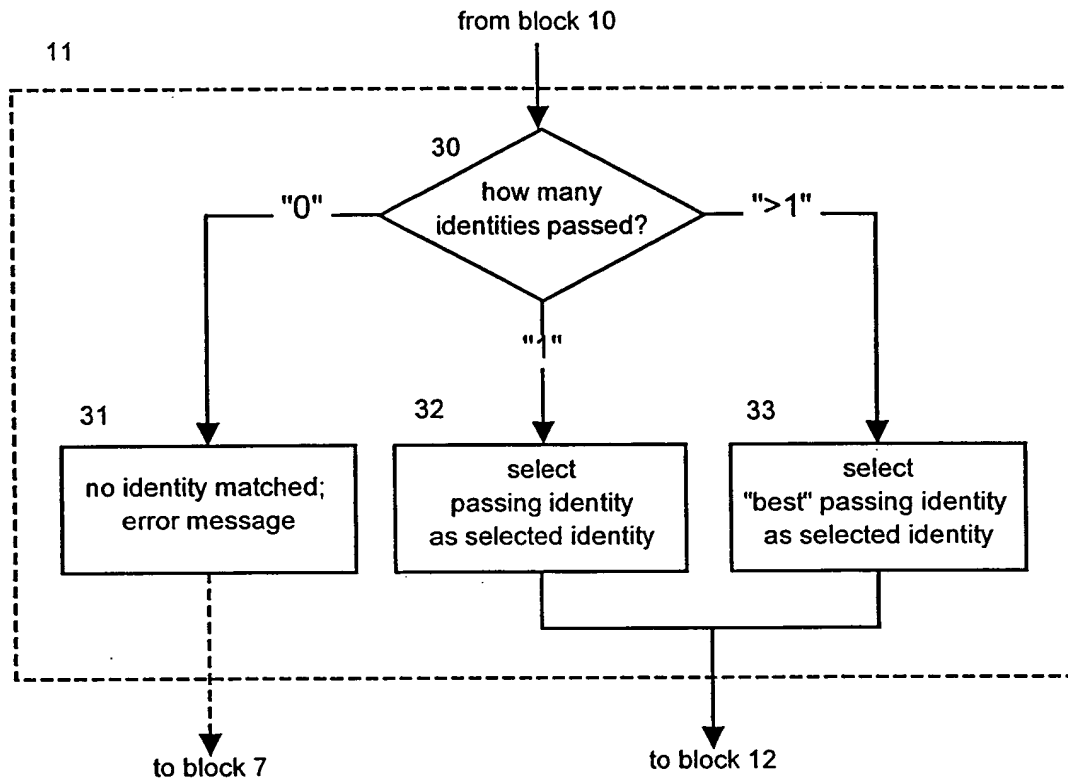 from block 10
11
30
how many
identities passed?
"0"
">1"
"1"
31
32
33
no identity matched;
error message
select
passing identity
as selected identity
select
"best" passing identity
as selected identity
to block 7
to block 12